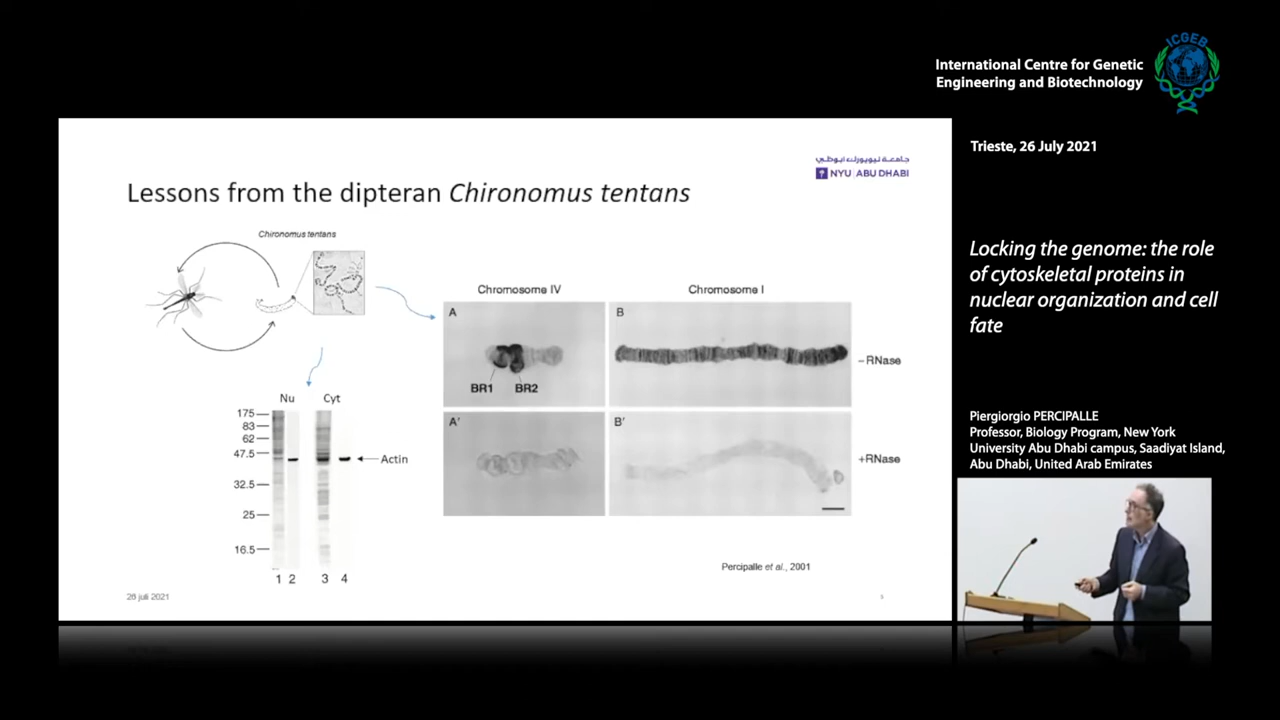 International Centre for Genetic
Engineering and Biotechnology
ICGEB
Trieste, 26 July 2021
جامعة نيويورك أبوظبي
NYU ABU DHABI
Lessons from the dipteran Chironomus tentans
Chironomus tentans
Chromosome IV
Chromosome I
A
B
BR1
BR2
–RNase
A'
B'
+RNase
Nu
Cyt
175
83
62
47.5
32.5
25
16.5
Actin
1 2 3 4
Percipalle et al., 2001
26 juli 2021
Locking the genome: the role
of cytoskeletal proteins in
nuclear organization and cell
fate
Piergiorgio PERCIPALLE
Professor, Biology Program, New York
University Abu Dhabi campus, Saadiyat Island,
Abu Dhabi, United Arab Emirates